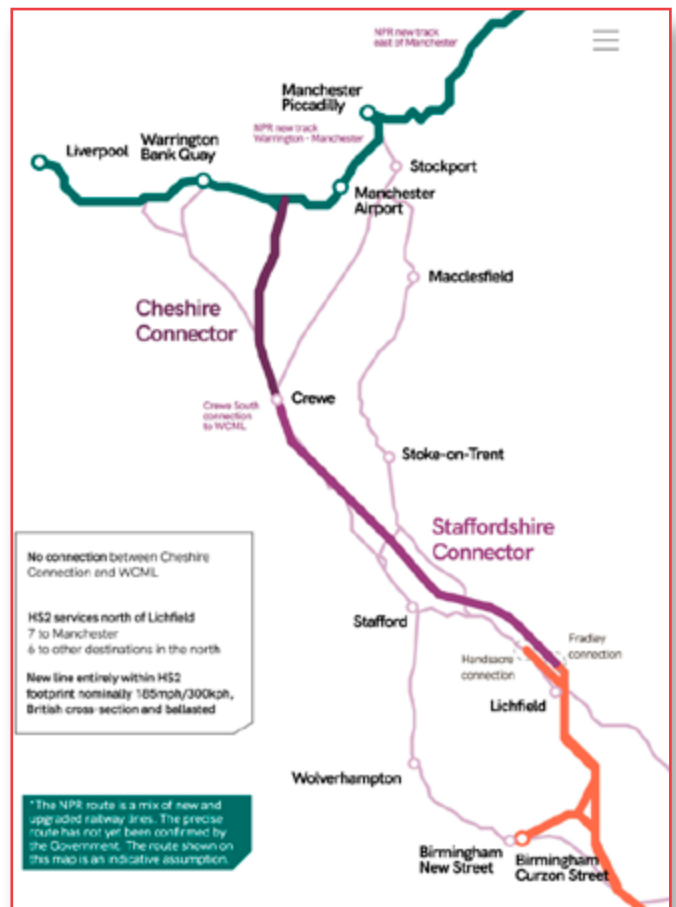 NPR new track
east of Manchester
Manchester
Piccadilly
NPR new track
Warrington - Manchester
Liverpool
Warrington
Bank Quay
Stockport
Manchester
Airport
Macclesfield
Cheshire
Connector
Crewe
Crewe South
connection
to WCML
Stoke-on-Trent
Staffordshire
Connector
No connection between Cheshire
Connection and WCML
HS2 services north of Lichfield
7 to Manchester
6 to other destinations in the north
New line entirely within HS2
footprint nominally 185mph/300kph,
British cross-section and ballasted
Stafford
Fradley
connection
Handsacre
connection
Lichfield
Wolverhampton
*The NPR route is a mix of new and
upgraded railway lines. The precise
route has not yet been confirmed by
the Government. The route shown on
this map is an indicative assumption.
Birmingham
New Street
Birmingham
Curzon Street